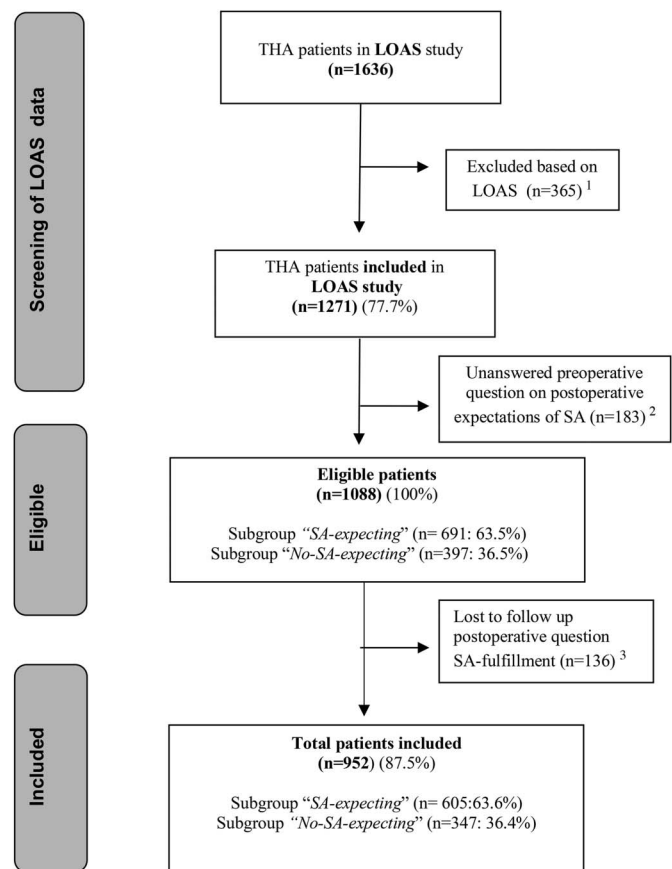 Screening of LOAS data
THA patients in LOAS study
(n=1636)
Excluded based on
LOAS (n=365) 1
THA patients included in
LOAS study
(n=1271) (77.7%)
Unanswered preoperative
question on postoperative
expectations of SA (n=183) 2
Eligible
Eligible patients
(n=1088) (100%)
Subgroup “SA-expecting” (n= 691: 63.5%)
Subgroup “No-SA-expecting” (n=397: 36.5%)
Lost to follow up
postoperative question
SA-fulfillment (n=136) 3
Included
Total patients included
(n=952) (87.5%)
Subgroup “SA-expecting” (n= 605:63.6%)
Subgroup “No-SA-expecting” (n=347: 36.4%)